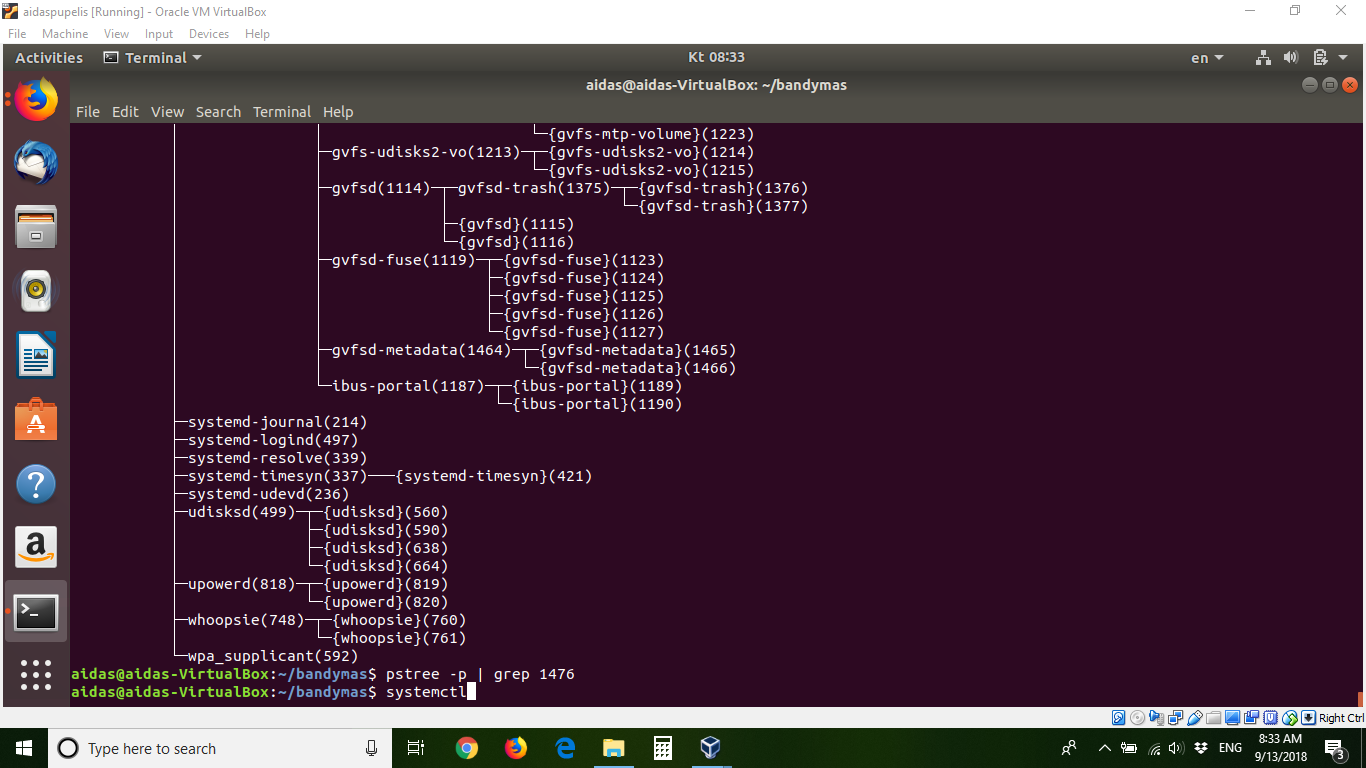 aidaspupelis [Running] - Oracle VM VirtualBox
File Machine View Input Devices Help
Activities Terminal Kt 08:33 en
aidas@aidas-VirtualBox: ~/bandymas
File Edit View Search Terminal Help
{gvfs-mtp-volume}(1223)
gvfs-udisks2-vo(1213) {gvfs-udisks2-vo}(1214)
{gvfs-udisks2-vo}(1215)
gvfsd(1114) gvfsd-trash(1375) {gvfsd-trash}(1376)
{gvfsd-trash}(1377)
{gvfsd}(1115)
{gvfsd}(1116)
gvfsd-fuse(1119) {gvfsd-fuse}(1123)
{gvfsd-fuse}(1124)
{gvfsd-fuse}(1125)
{gvfsd-fuse}(1126)
{gvfsd-fuse}(1127)
gvfsd-metadata(1464) {gvfsd-metadata}(1465)
{gvfsd-metadata}(1466)
ibus-portal(1187) {ibus-portal}(1189)
{ibus-portal}(1190)
systemd-journal(214)
systemd-logind(497)
systemd-resolve(339)
systemd-timesyn(337) {systemd-timesyn}(421)
systemd-udevd(236)
udisksd(499) {udisksd}(560)
{udisksd}(590)
{udisksd}(638)
{udisksd}(664)
upowerd(818) {upowerd}(819)
{upowerd}(820)
whoopsie(748) {whoopsie}(760)
{whoopsie}(761)
wpa_supplicant(592)
aidas@aidas-VirtualBox:~/bandymas$ pstree -p | grep 1476
aidas@aidas-VirtualBox:~/bandymas$ systemctl
Right Ctrl
Type here to search
ENG
8:33 AM
9/13/2018
3